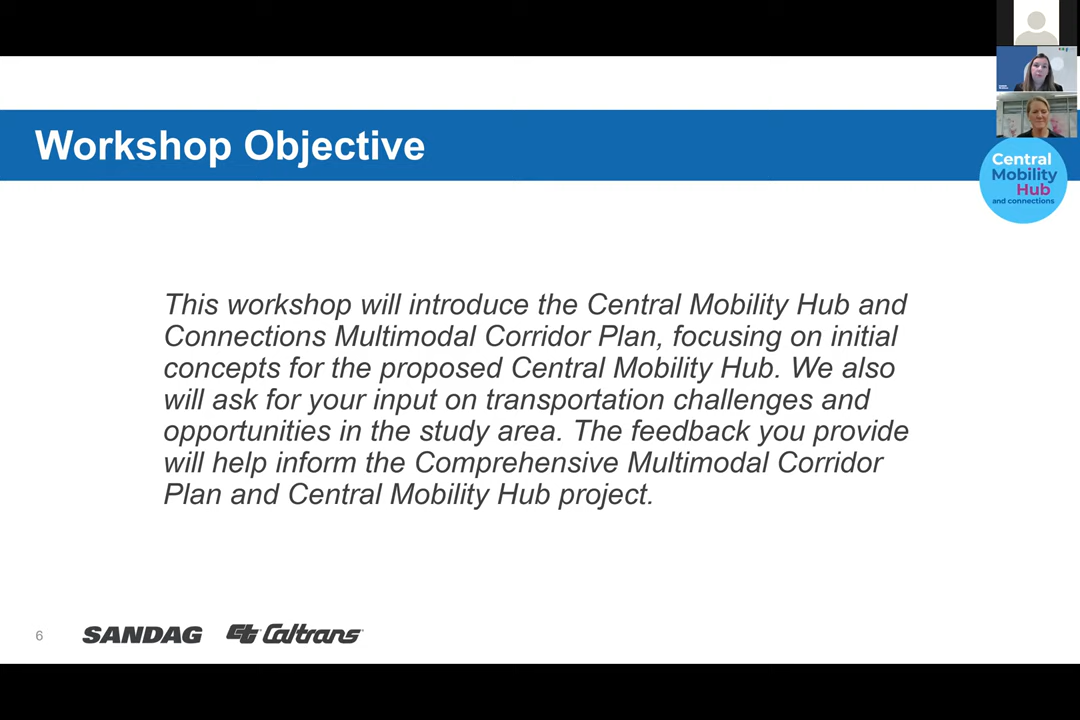 Workshop Objective
Central
Mobility
Hub
and connections
This workshop will introduce the Central Mobility Hub and
Connections Multimodal Corridor Plan, focusing on initial
concepts for the proposed Central Mobility Hub. We also
will ask for your input on transportation challenges and
opportunities in the study area. The feedback you provide
will help inform the Comprehensive Multimodal Corridor
Plan and Central Mobility Hub project.
6
SANDAG
Caltrans